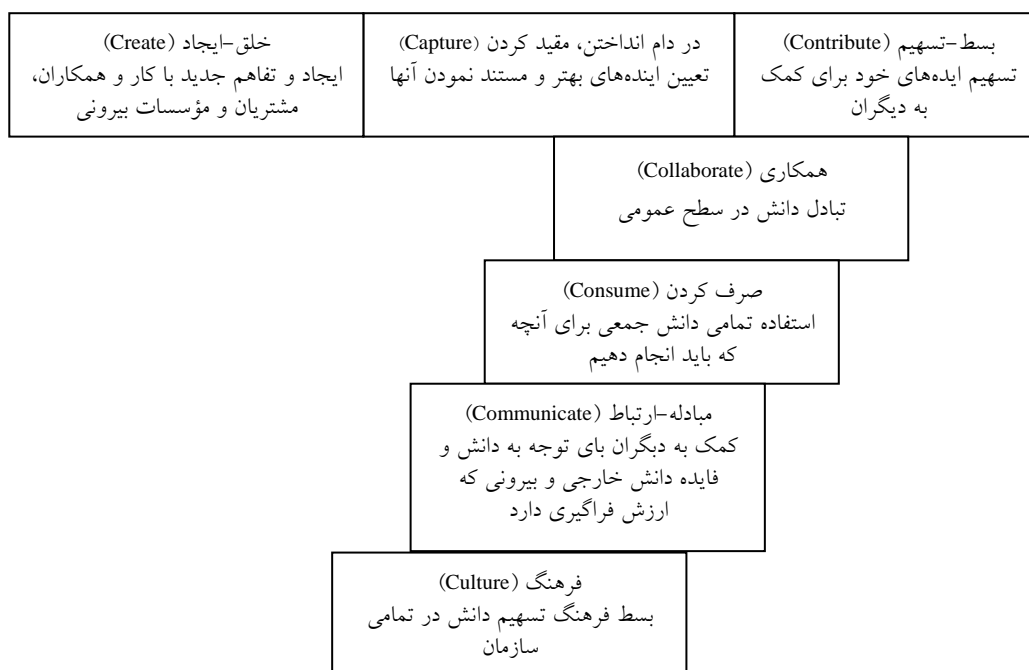 بسط-تسهیم (Contribute)
تسهیم ایده‌های خود برای کمک
به دیگران
در دام انداختن، مقید کردن (Capture)
تعیین اینده‌های بهتر و مستند نمودن آنها
خلق-ایجاد (Create)
ایجاد و تفاهم جدید با کار و همکاران،
مشتریان و مؤسسات بیرونی
همکاری (Collaborate)
تبادل دانش در سطح عمومی
صرف کردن (Consume)
استفاده تمامی دانش جمعی برای آنچه
که باید انجام دهیم
مبادله-ارتباط (Communicate)
کمک به دبگران بای توجه به دانش و
فایده دانش خارجی و بیرونی که
ارزش فراگیری دارد
فرهنگ (Culture)
بسط فرهنگ تسهیم دانش در تمامی
سازمان